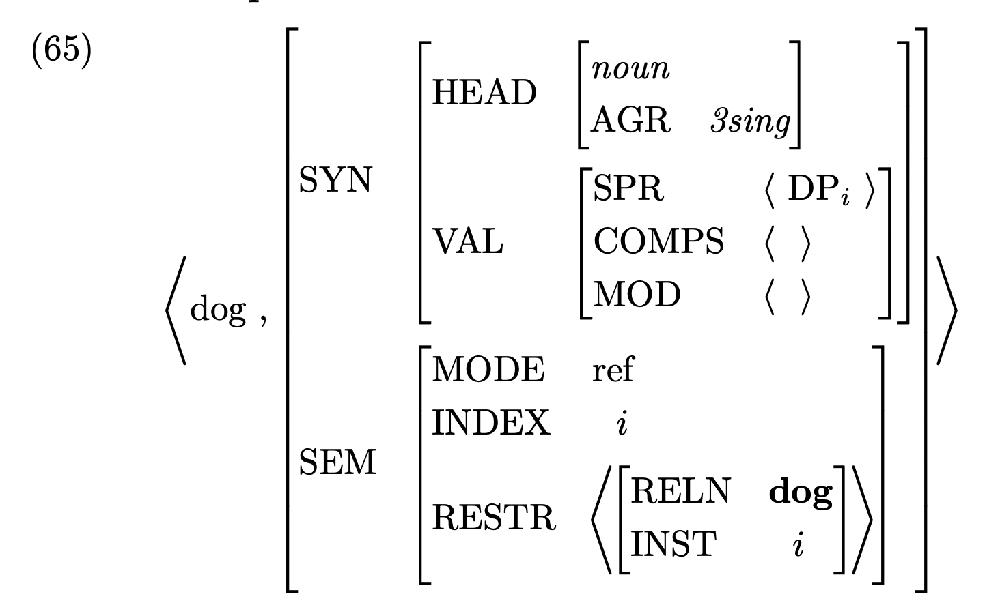 (65)
noun
HEAD
AGR 3sing
SYN
SPR ⟨ DPᵢ ⟩
VAL COMPS ⟨ ⟩
MOD ⟨ ⟩
⟨ dog ,
MODE ref
INDEX i
SEM
RELN dog
RESTR
INST i